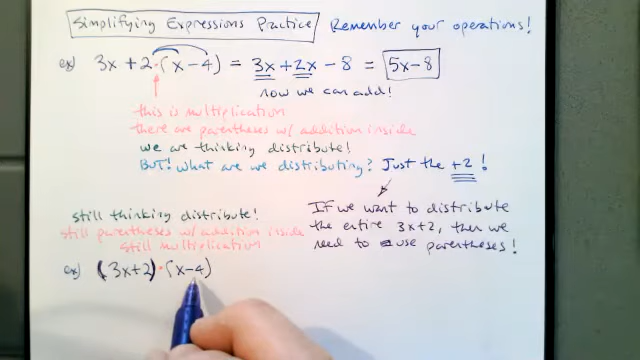 Simplifying Expressions Practice Remember your operations!
ex) 3x + 2 · (x - 4) = 3x + 2x - 8 = 5x - 8
now we can add!
this is multiplication
there are parentheses w/ addition inside
we are thinking distribute!
BUT! What are we distributing? Just the +2!
If we want to distribute
the entire 3x+2, then we
need to use parentheses!
still thinking distribute!
still parentheses w/ addition inside
still multiplication
ex) (3x+2) · (x-4)